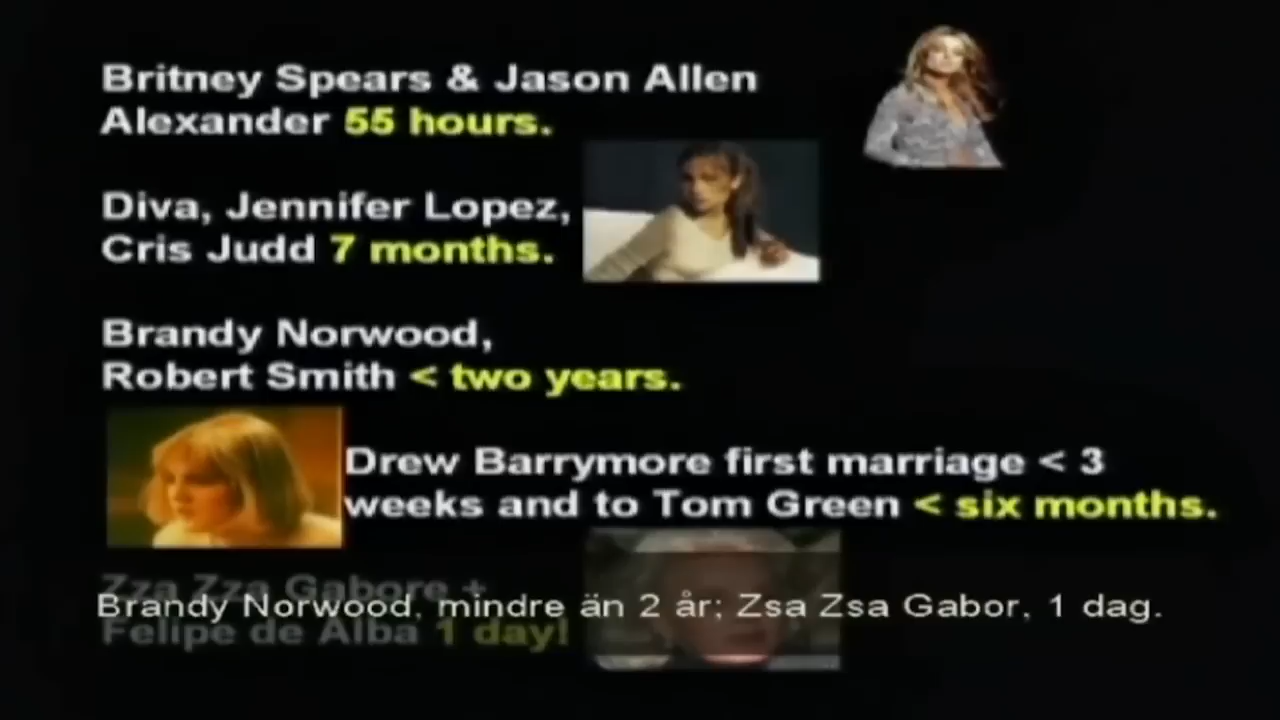 Britney Spears & Jason Allen
Alexander 55 hours.
Diva, Jennifer Lopez,
Cris Judd 7 months.
Brandy Norwood,
Robert Smith < two years.
Drew Barrymore first marriage < 3
weeks and to Tom Green < six months.
Zza Zza Gabore +
Brandy Norwood, mindre än 2 år; Zsa Zsa Gabor, 1 dag.
Felipe de Alba 1 day!